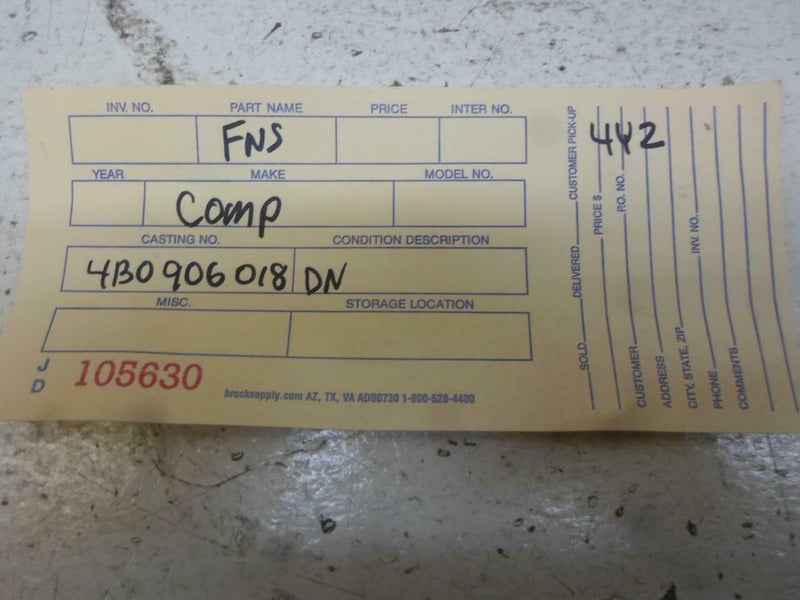 INV. NO. PART NAME PRICE INTER NO.
FNS
YEAR MAKE MODEL NO.
Comp
CASTING NO. CONDITION DESCRIPTION
4B0 906 018 DN
MISC. STORAGE LOCATION
J
D
105630
brocksupply.com AZ, TX, VA ADS0730 1-800-528-4400
SOLD DELIVERED CUSTOMER PICK-UP
PRICE $
442
CUSTOMER P.O. NO.
ADDRESS
CITY, STATE, ZIP
PHONE INV. NO.
COMMENTS